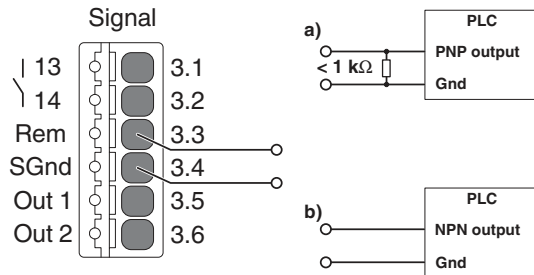 Signal
13 3.1
14 3.2
Rem 3.3
SGnd 3.4
Out 1 3.5
Out 2 3.6
a)
PLC
PNP output
< 1 kΩ
Gnd
b)
PLC
NPN output
Gnd